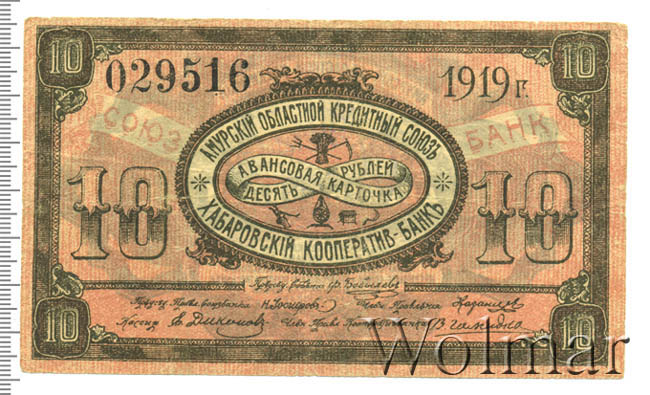 10 10
029516 1919 г.
СОЮЗ БАНК
АМУРСКІЙ ОБЛАСТНОЙ КРЕДИТНЫЙ СОЮЗЪ
АВАНСОВАЯ РУБЛЕЙ
ДЕСЯТЬ КАРТОЧКА
10 10
ХАБАРОВСКІЙ КООПЕРАТИВ-БАНКЪ
10 10
Wolmar